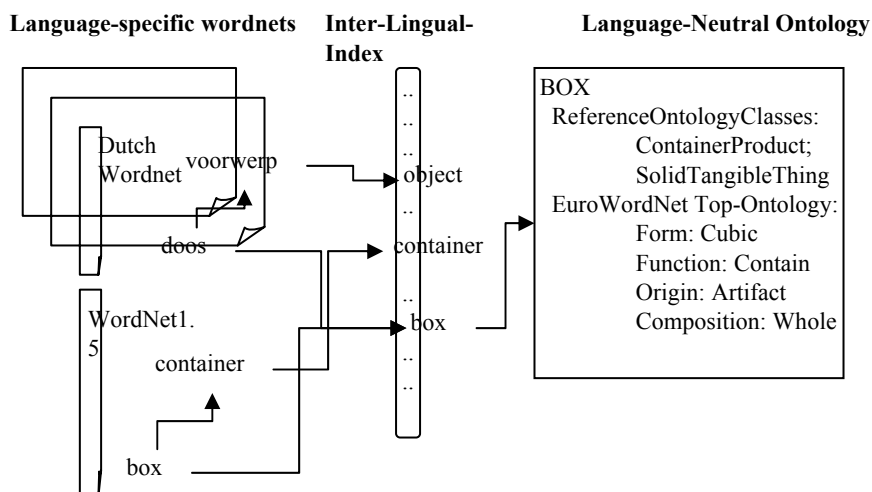 Language-specific wordnets
Inter-Lingual-
Index
Language-Neutral Ontology
Dutch
Wordnet
voorwerp
doos
WordNet1.
5
container
box
..
..
..
object
..
container
..
box
..
..
BOX
ReferenceOntologyClasses:
ContainerProduct;
SolidTangibleThing
EuroWordNet Top-Ontology:
Form: Cubic
Function: Contain
Origin: Artifact
Composition: Whole